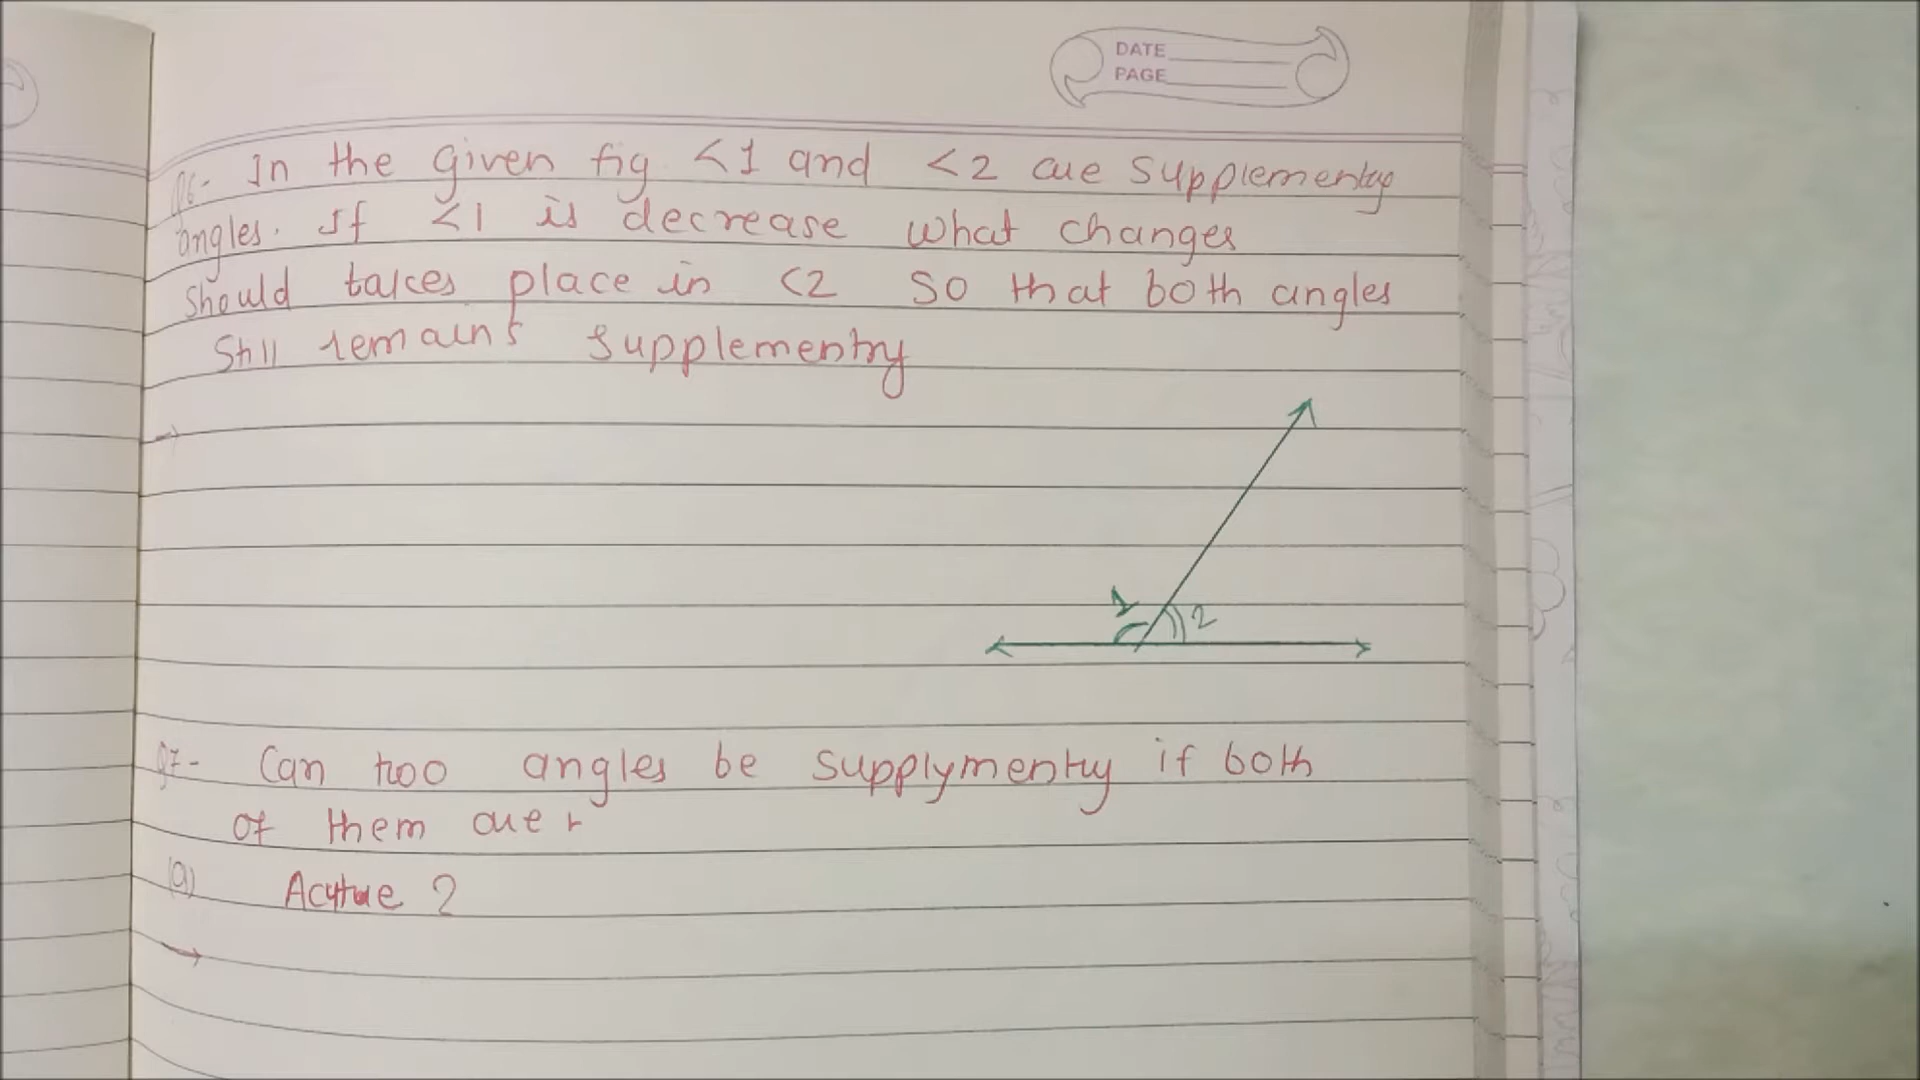 DATE
PAGE
Q6- In the given fig <1 and <2 are Supplementry
angles. If <1 is decrease what changes
Should takes place in <2 so that both angles
Still remains supplementry
1
2
Q7- Can two angles be supplymentry if both
of them are
(a) Acytue ?